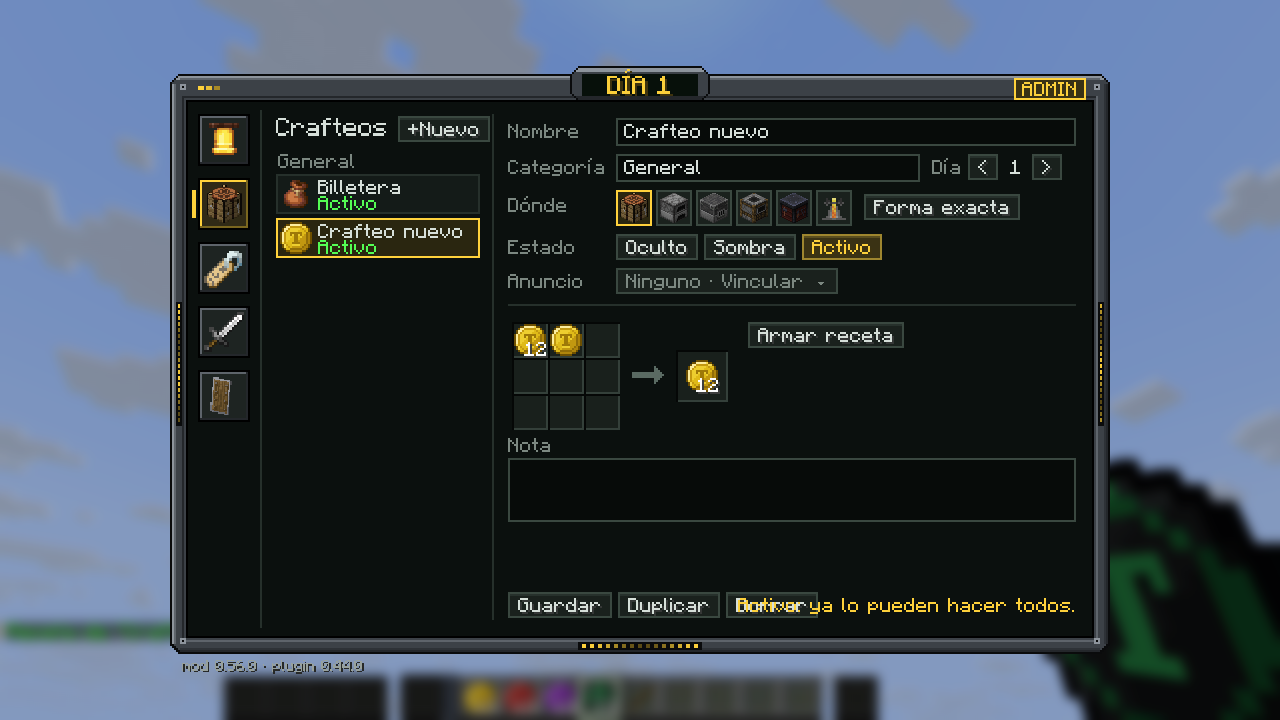 DÍA 1
ADMIN
Crafteos
+Nuevo
General
Billetera
Activo
Crafteo nuevo
Activo
Nombre
Crafteo nuevo
Categoría
General
Día
<
1
>
Dónde
Forma exacta
Estado
Oculto
Sombra
Activo
Anuncio
Ninguno · Vincular
12
12
Armar receta
Nota
Guardar
Duplicar
ya lo pueden hacer todos.
mod 0.56.0 · plugin 0.44.0